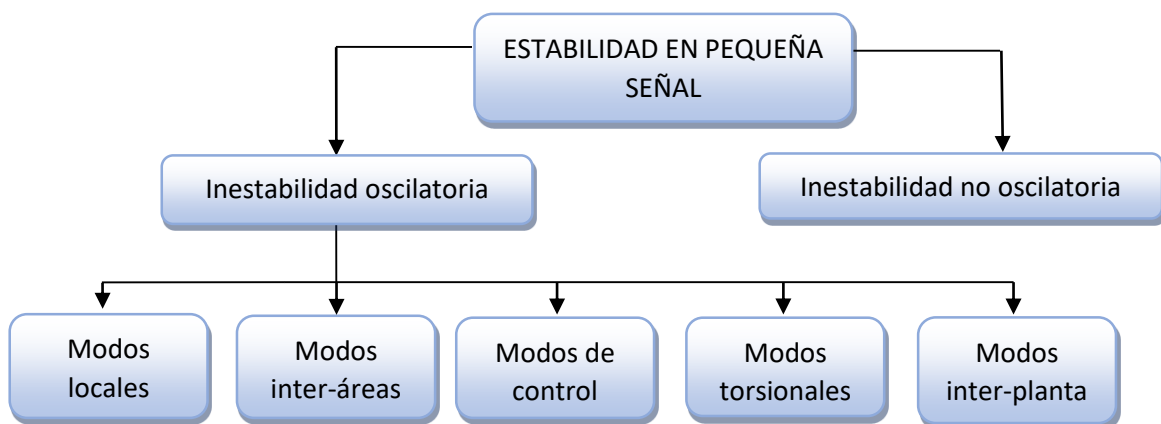 ESTABILIDAD EN PEQUEÑA
SEÑAL
Inestabilidad oscilatoria
Inestabilidad no oscilatoria
Modos
locales
Modos
inter-áreas
Modos de
control
Modos
torsionales
Modos
inter-planta